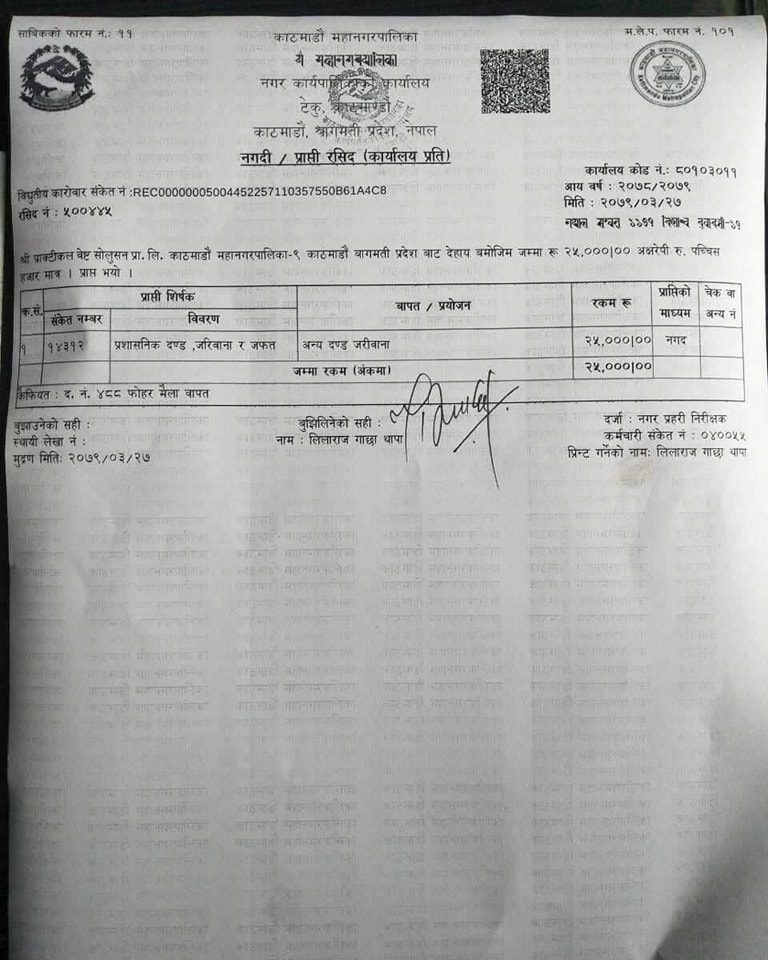 साबिकको फारम नं.: ११
म.ले.प. फारम नं. १०१
काठमाडौं महानगरपालिका
नगर कार्यपालिकाको कार्यालय
टेकु, काठमाण्डौ
काठमाडौं, बागमती प्रदेश, नपाल
नगदी / प्राप्ती रसिद (कार्यालय प्रति)
कार्यालय कोड नं.: ८०१०३०११
विघुतीय कारोबार संकेत नं :REC00000005004452257110357550B61A4C8
आय वर्ष : २०७८/२०७९
रसिद नं : ५००४४५
मिति : २०७९/०३/२७
श्री प्राक्टीकल वेष्ट सोलुसन प्रा. लि. काठमाडौं महानगरपालिका-९ काठमाडौं बागमती प्रदेश बाट देहाय बमोजिम जम्मा रू २५,०००|०० अक्षरेपी रु. पच्चिस
हजार मात्र । प्राप्त भयो ।
क.सं. प्राप्ती शिर्षक बापत / प्रयोजन रकम रू प्राप्तिको माध्यम चेक वा अन्य नं
संकेत नम्बर विवरण
१ १४३१२ प्रशासनिक दण्ड ,जरिवाना र जफत अन्य दण्ड जरीवाना २५,०००|०० नगद
जम्मा रकम (अंकमा) २५,०००|००
कैफियत : द. नं. ४८८ फोहर मैला वापत
बुझाउनेको सही :
बुझिलिनेको सही :
दर्जा : नगर प्रहरी निरीक्षक
स्थायी लेखा नं :
नाम : लिलाराज गाछा थापा
कर्मचारी संकेत नं : ०४००५५
मुद्रण मिति: २०७९/०३/२७
प्रिन्ट गर्नेको नाम: लिलाराज गाछा थापा